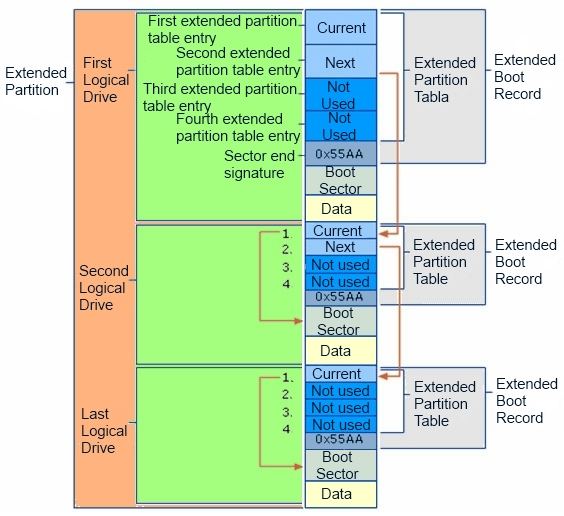 First extended partition
table entry
Second extended
partition table entry
Third extended partition
table entry
Fourth extended
partition table entry
Sector end
signature
Extended
Partition
First
Logical
Drive
Current
Next
Not
Used
Not
Used
0x55AA
Boot
Sector
Data
Extended
Partition
Tabla
Extended
Boot
Record
Second
Logical
Drive
1.
2.
3.
4
Current
Next
Not used
Not used
0x55AA
Boot
Sector
Data
Extended
Partition
Table
Extended
Boot
Record
Last
Logical
Drive
1.
2.
3.
4
Current
Not used
Not used
Not used
0x55AA
Boot
Sector
Data
Extended
Partition
Table
Extended
Boot
Record